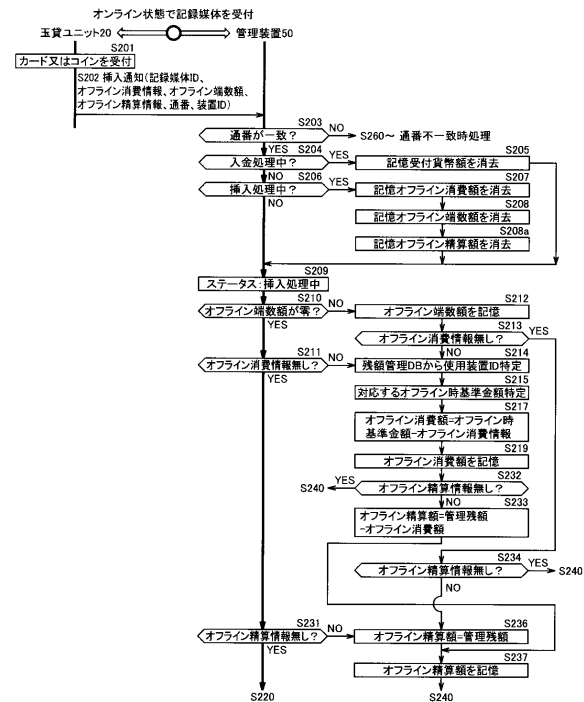 オンライン状態で記録媒体を受付
玉貸ユニット20
管理装置50
S201
カード又はコインを受付
S202 挿入通知(記録媒体ID、
オフライン消費情報、オフライン端数額、
オフライン精算情報、通番、装置ID)
S203
通番が一致?
NO
S260～ 通番不一致時処理
YES
S204
入金処理中?
YES
S205
記憶受付貨幣額を消去
NO
S206
挿入処理中?
YES
S207
記憶オフライン消費額を消去
NO
S208
記憶オフライン端数額を消去
S208a
記憶オフライン精算額を消去
S209
ステータス:挿入処理中
S210
オフライン端数額が零?
NO
S212
オフライン端数額を記憶
YES
S213
オフライン消費情報無し?
YES
NO
S211
オフライン消費情報無し?
NO
S214
残額管理DBから使用装置ID特定
YES
S215
対応するオフライン時基準金額特定
S217
オフライン消費額=オフライン時
基準金額-オフライン消費情報
S219
オフライン消費額を記憶
S232
オフライン精算情報無し?
YES
S240
NO
S233
オフライン精算額=管理残額
-オフライン消費額
S234
オフライン精算情報無し?
YES
S240
NO
S231
オフライン精算情報無し?
NO
S236
オフライン精算額=管理残額
YES
S237
オフライン精算額を記憶
S220
S240